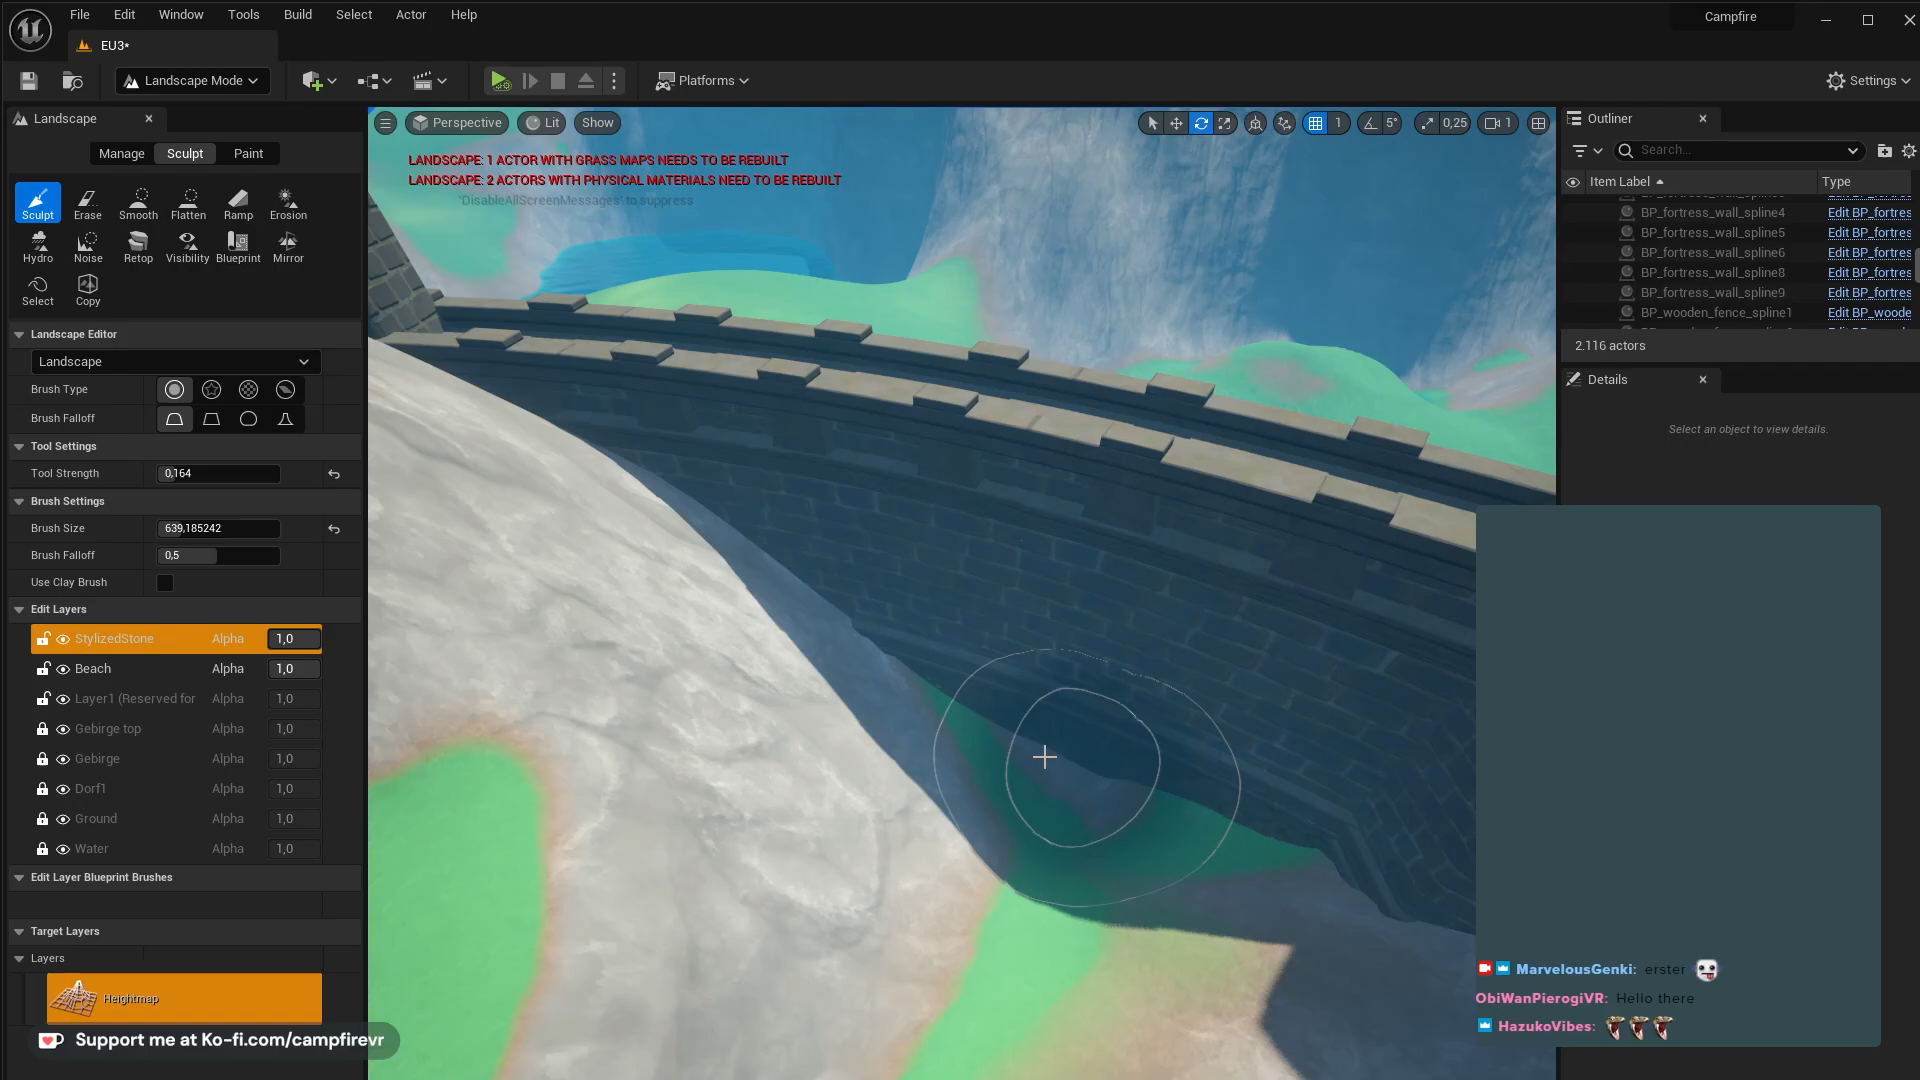 File Edit Window Tools Build Select Actor Help
Campfire
EU3*
Landscape Mode
Platforms
Settings
Landscape
Manage Sculpt Paint
Sculpt Erase Smooth Flatten Ramp Erosion
Hydro Noise Retop Visibility Blueprint Mirror
Select Copy
Landscape Editor
Landscape
Brush Type
Brush Falloff
Tool Settings
Tool Strength 0,164
Brush Settings
Brush Size 639,185242
Brush Falloff 0,5
Use Clay Brush
Edit Layers
StylizedStone Alpha 1,0
Beach Alpha 1,0
Layer1 (Reserved for Alpha 1,0
Gebirge top Alpha 1,0
Gebirge Alpha 1,0
Dorf1 Alpha 1,0
Ground Alpha 1,0
Water Alpha 1,0
Edit Layer Blueprint Brushes
Target Layers
Layers
Heightmap
Support me at Ko-fi.com/campfirevr
Perspective Lit Show
1 5° 0,25 1
LANDSCAPE: 1 ACTOR WITH GRASS MAPS NEEDS TO BE REBUILT
LANDSCAPE: 2 ACTORS WITH PHYSICAL MATERIALS NEED TO BE REBUILT
'DisableAllScreenMessages' to suppress
Outliner
Search...
Item Label Type
BP_fortress_wall_spline4 Edit BP_fortres
BP_fortress_wall_spline5 Edit BP_fortres
BP_fortress_wall_spline6 Edit BP_fortres
BP_fortress_wall_spline8 Edit BP_fortres
BP_fortress_wall_spline9 Edit BP_fortres
BP_wooden_fence_spline1 Edit BP_woode
2.116 actors
Details
Select an object to view details.
MarvelousGenki: erster
ObiWanPierogiVR: Hello there
HazukoVibes: